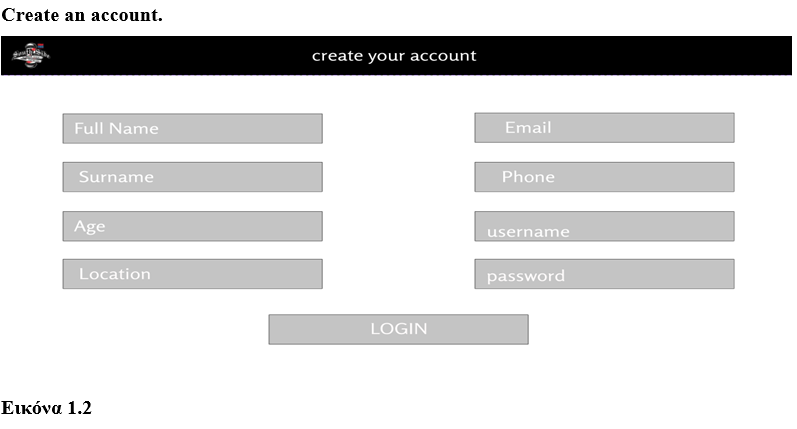 Create an account.
create your account
Full Name
Email
Surname
Phone
Age
username
Location
password
LOGIN
Εικόνα 1.2